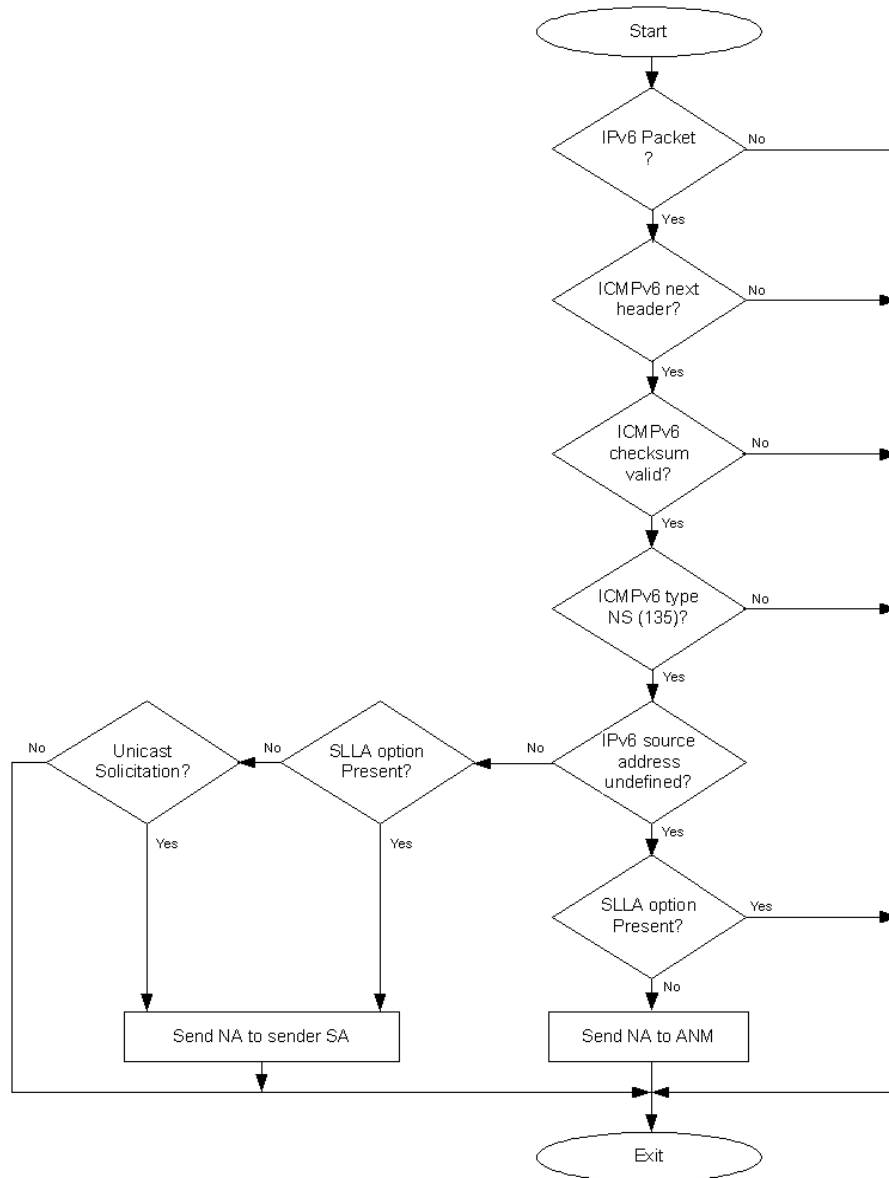 Start
IPv6 Packet
?
No
Yes
ICMPv6 next
header?
No
Yes
ICMPv6
checksum
valid?
No
Yes
ICMPv6 type
NS (135)?
No
Yes
No
Unicast
Solicitation?
No
SLLA option
Present?
No
IPv6 source
address
undefined?
Yes
Yes
Yes
SLLA option
Present?
Yes
No
Send NA to sender SA
Send NA to ANM
Exit